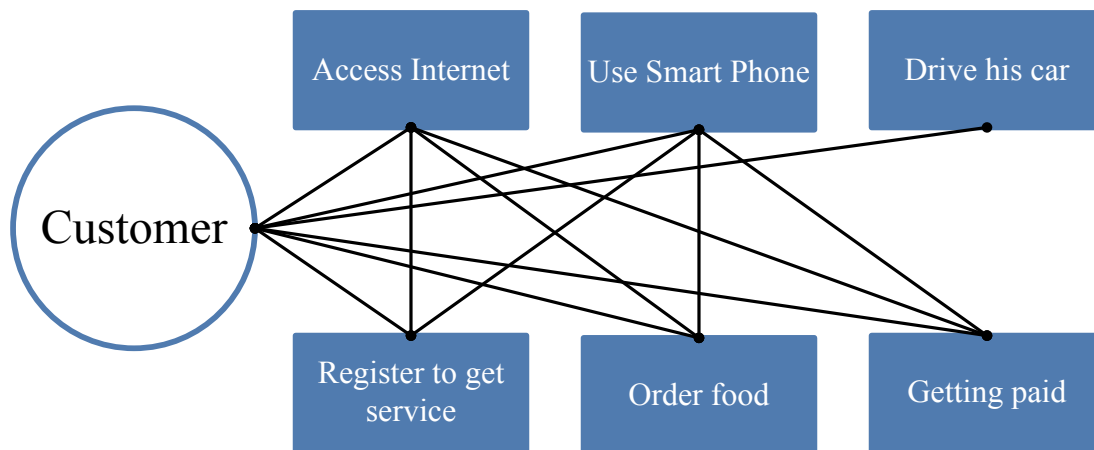 Access Internet
Use Smart Phone
Drive his car
Customer
Register to get
service
Order food
Getting paid